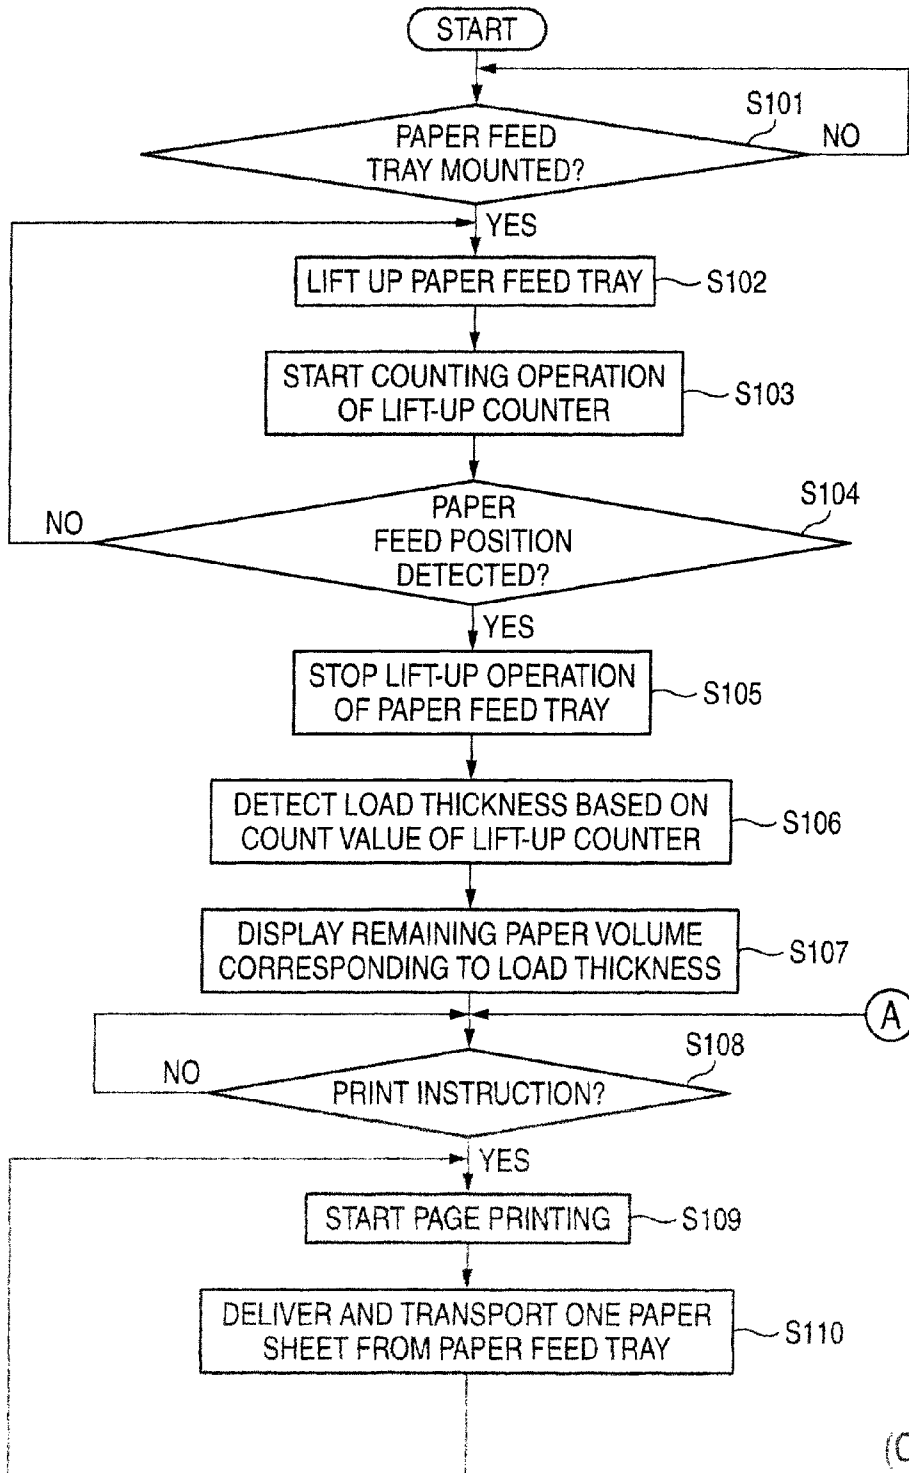 START
S101
PAPER FEED
TRAY MOUNTED?
NO
YES
LIFT UP PAPER FEED TRAY
S102
START COUNTING OPERATION
OF LIFT-UP COUNTER
S103
S104
PAPER
FEED POSITION
DETECTED?
NO
YES
STOP LIFT-UP OPERATION
OF PAPER FEED TRAY
S105
DETECT LOAD THICKNESS BASED ON
COUNT VALUE OF LIFT-UP COUNTER
S106
DISPLAY REMAINING PAPER VOLUME
CORRESPONDING TO LOAD THICKNESS
S107
A
S108
NO
PRINT INSTRUCTION?
YES
START PAGE PRINTING
S109
DELIVER AND TRANSPORT ONE PAPER
SHEET FROM PAPER FEED TRAY
S110